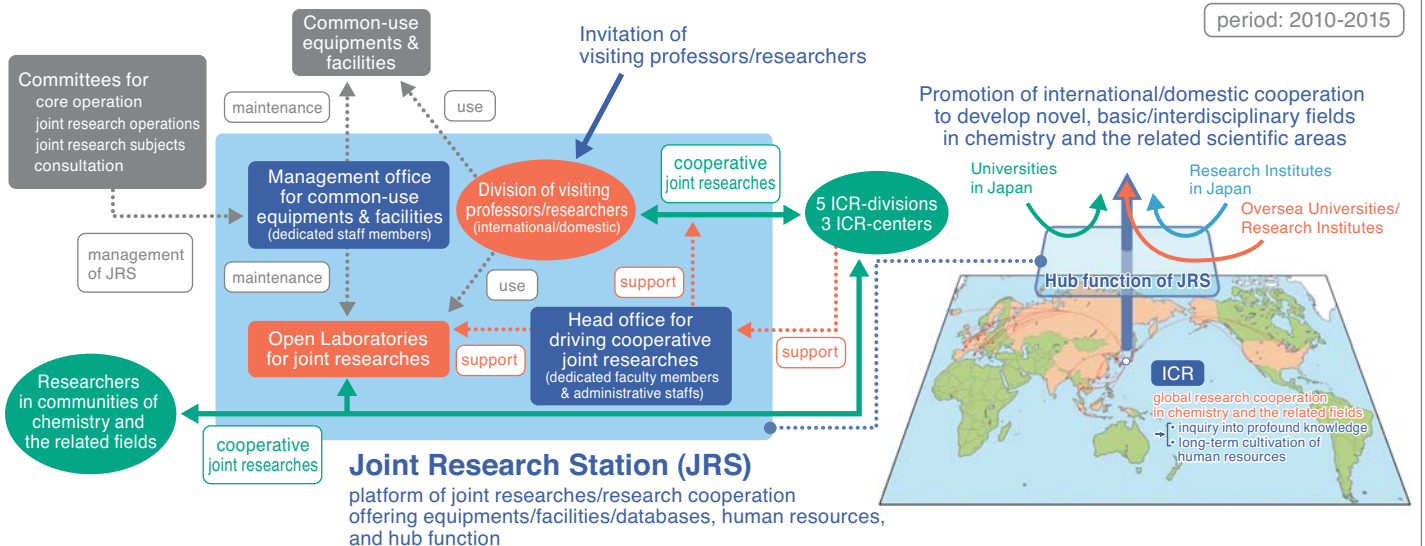 period: 2010-2015
Common-use
equipments &
facilities
Invitation of
visiting professors/researchers
Committees for
core operation
joint research operations
joint research subjects
consultation
maintenance
use
Promotion of international/domestic cooperation
to develop novel, basic/interdisciplinary fields
in chemistry and the related scientific areas
Management office
for common-use
equipments & facilities
(dedicated staff members)
Division of visiting
professors/researchers
(international/domestic)
cooperative
joint researches
5 ICR-divisions
3 ICR-centers
Universities
in Japan
Research Institutes
in Japan
Oversea Universities/
Research Institutes
management
of JRS
maintenance
use
support
Hub function of JRS
Open Laboratories
for joint researches
support
Head office for
driving cooperative
joint researches
(dedicated faculty members
& administrative staffs)
support
Researchers
in communities of
chemistry and
the related fields
cooperative
joint researches
ICR
global research cooperation
in chemistry and the related fields
• inquiry into profound knowledge
• long-term cultivation of
human resources
Joint Research Station (JRS)
platform of joint researches/research cooperation
offering equipments/facilities/databases, human resources,
and hub function